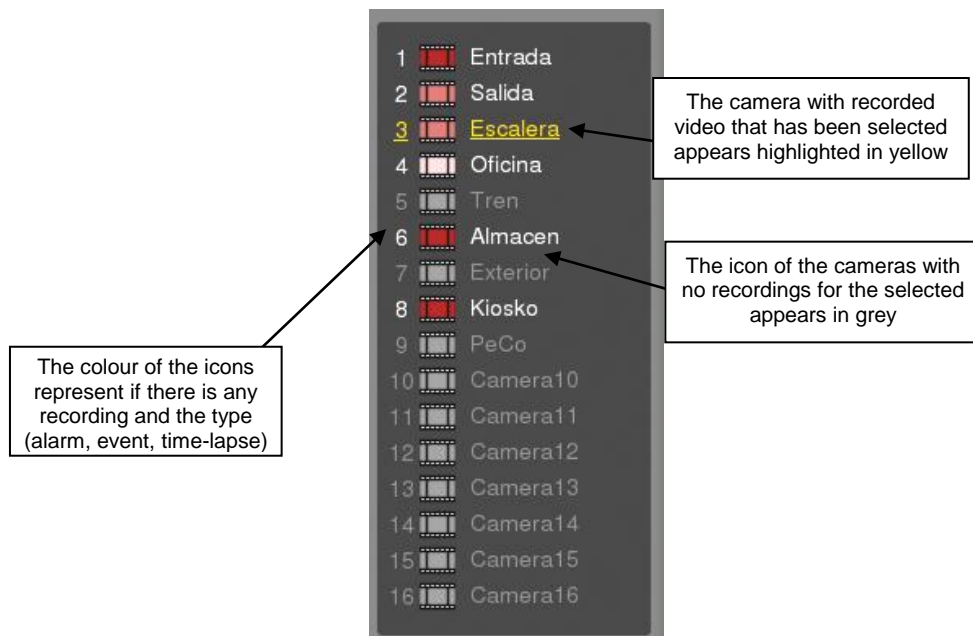 1 Entrada
2 Salida
3 Escalera
4 Oficina
5 Tren
6 Almacen
7 Exterior
8 Kiosko
9 PeCo
10 Camera10
11 Camera11
12 Camera12
13 Camera13
14 Camera14
15 Camera15
16 Camera16
The camera with recorded
video that has been selected
appears highlighted in yellow
The icon of the cameras with
no recordings for the selected
appears in grey
The colour of the icons
represent if there is any
recording and the type
(alarm, event, time-lapse)